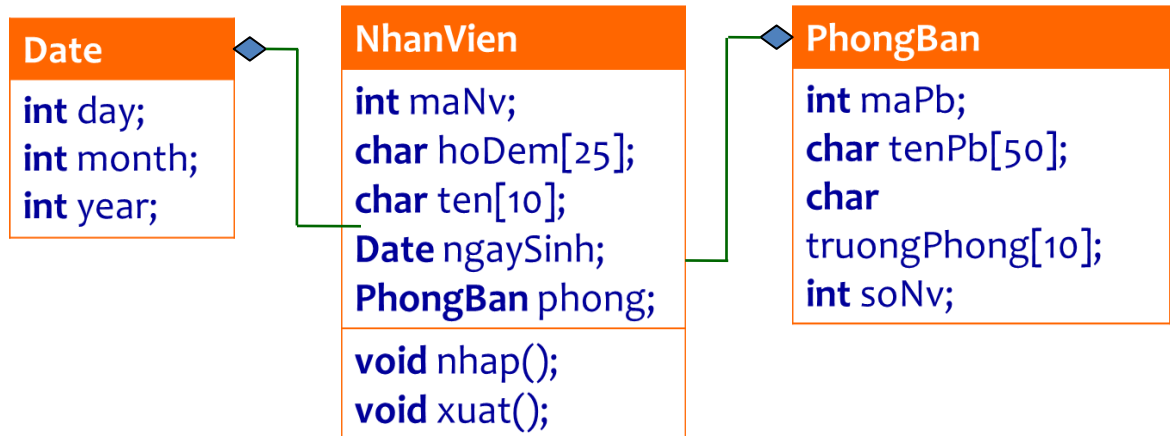 Date
int day;
int month;
int year;
NhanVien
int maNv;
char hoDem[25];
char ten[10];
Date ngaySinh;
PhongBan phong;
void nhap();
void xuat();
PhongBan
int maPb;
char tenPb[50];
char
truongPhong[10];
int soNv;